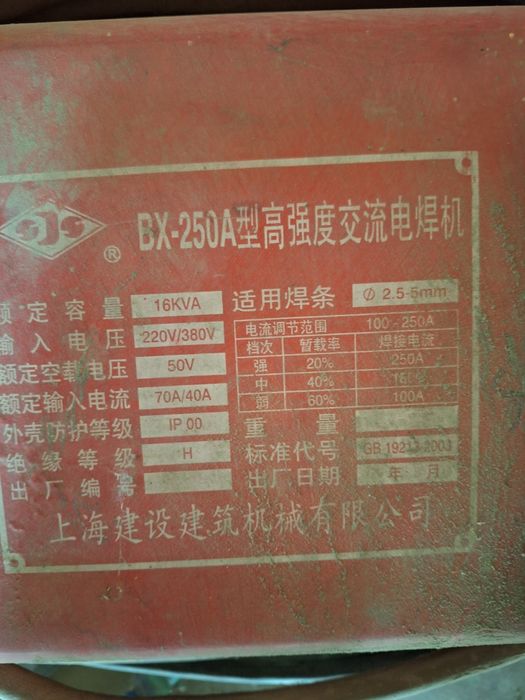 SJS ®
BX-250A型高强度交流电焊机
额定容量 16KVA
输入电压 220V/380V
额定空载电压 50V
额定输入电流 70A/40A
外壳防护等级 IP 00
绝缘等级 H
出厂编号
适用焊条 ∅ 2.5-5mm
电流调节范围 100-250A
档次 暂载率 焊接电流
强 20% 250A
中 40%
弱 60% 100A
重量
标准代号 GB 19213-2003
出厂日期 年 月
上海建设建筑机械有限公司